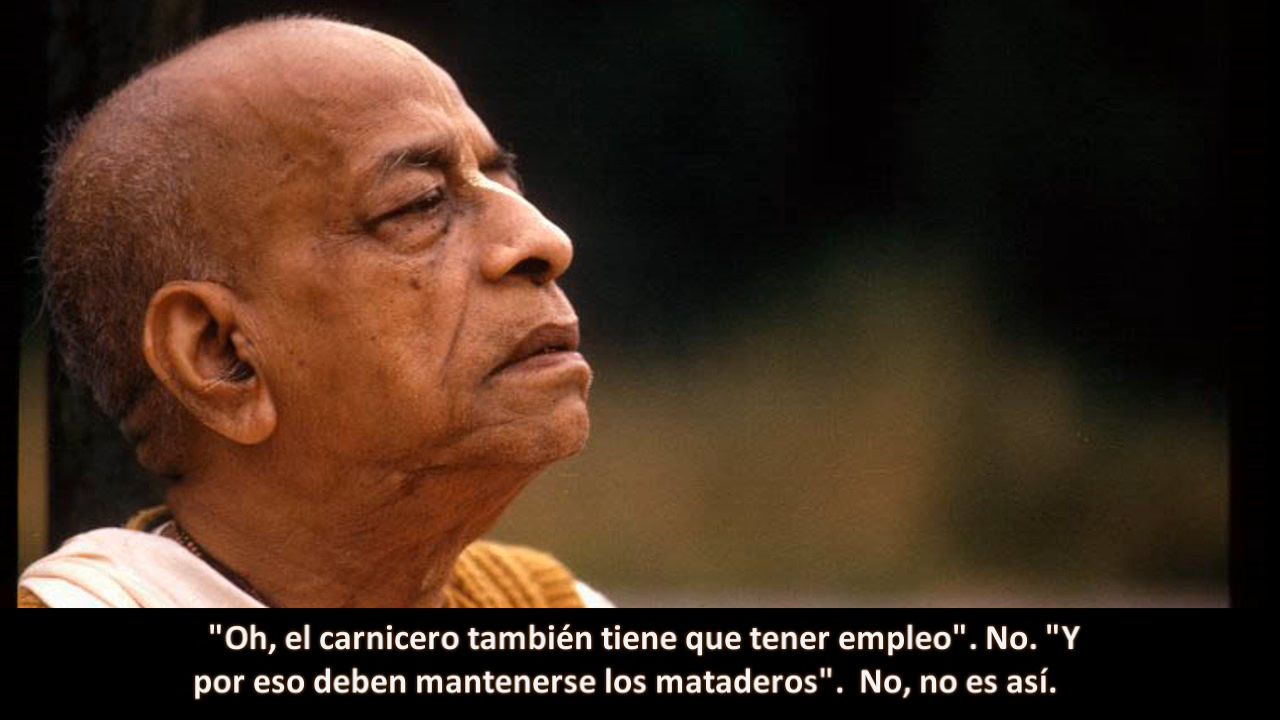 "Oh, el carnicero también tiene que tener empleo". No. "Y
por eso deben mantenerse los mataderos".  No, no es así.